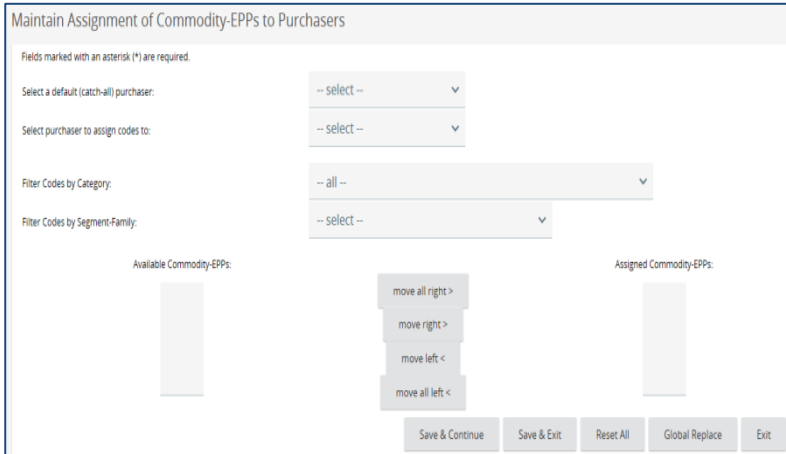 Maintain Assignment of Commodity-EPPs to Purchasers
Fields marked with an asterisk (*) are required.
Select a default (catch-all) purchaser: -- select --
Select purchaser to assign codes to: -- select --
Filter Codes by Category: -- all --
Filter Codes by Segment-Family: -- select --
Available Commodity-EPPs: Assigned Commodity-EPPs:
move all right >
move right >
move left <
move all left <
Save & Continue Save & Exit Reset All Global Replace Exit